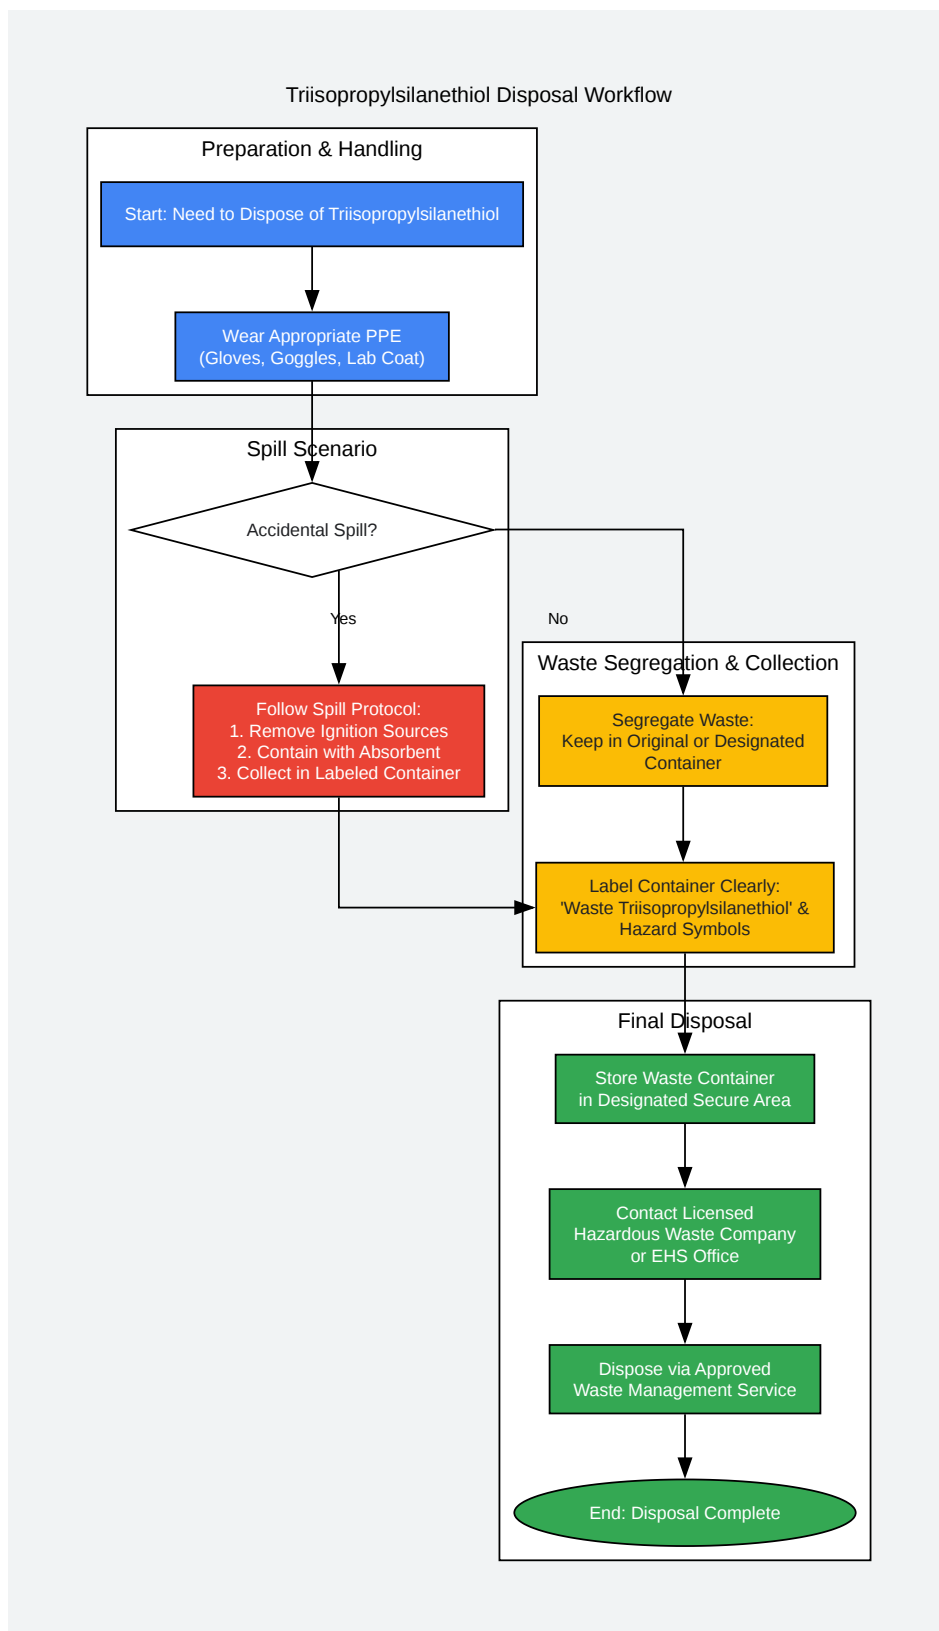 Triisopropylsilanethiol Disposal Workflow
Preparation & Handling
Start: Need to Dispose of Triisopropylsilanethiol
Wear Appropriate PPE
(Gloves, Goggles, Lab Coat)
Spill Scenario
Accidental Spill?
Yes
No
Follow Spill Protocol:
1. Remove Ignition Sources
2. Contain with Absorbent
3. Collect in Labeled Container
Waste Segregation & Collection
Segregate Waste:
Keep in Original or Designated
Container
Label Container Clearly:
'Waste Triisopropylsilanethiol' &
Hazard Symbols
Final Disposal
Store Waste Container
in Designated Secure Area
Contact Licensed
Hazardous Waste Company
or EHS Office
Dispose via Approved
Waste Management Service
End: Disposal Complete